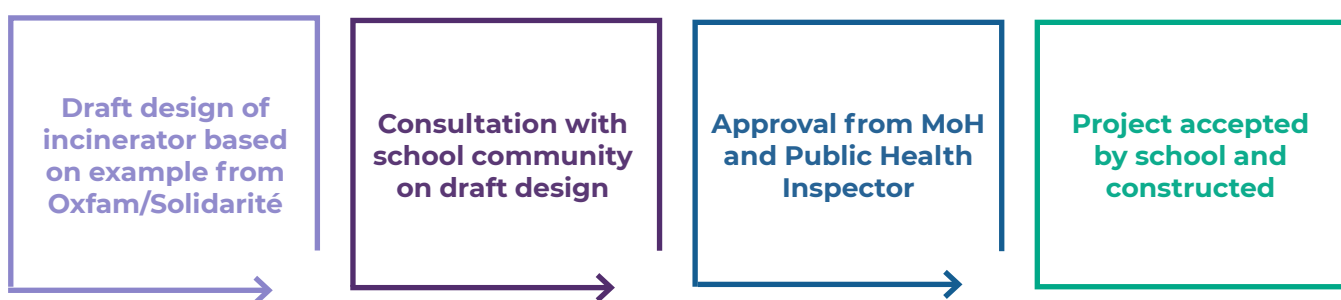 Draft design of
incinerator based
on example from
Oxfam/Solidarité
Consultation with
school community
on draft design
Approval from MoH
and Public Health
Inspector
Project accepted
by school and
constructed